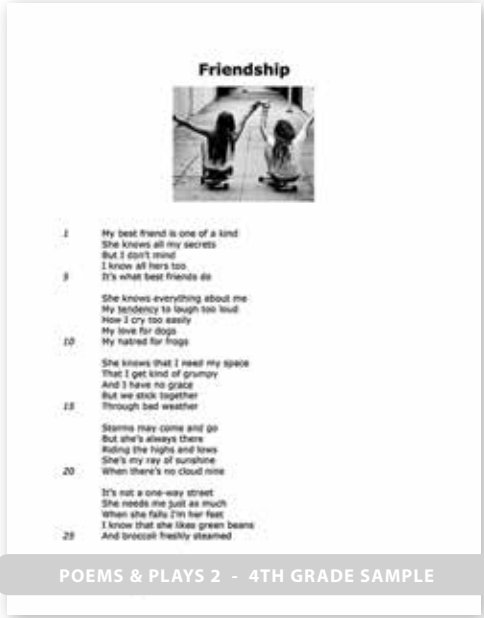 Friendship
1 My best friend is one of a kind
She knows all my secrets
But I don't mind
I know all hers too
5 It's what best friends do
She knows everything about me
My tendency to laugh too loud
How I cry too easily
My love for dogs
10 My hatred for frogs
She knows that I need my space
That I get kind of grumpy
And I have no grace
But we stick together
15 Through bad weather
Storms may come and go
But she's always there
Riding the highs and lows
She's my ray of sunshine
20 When there's no cloud nine
It's not a one-way street
She needs me just as much
When she falls I'm her feet
I know that she likes green beans
25 And broccoli freshly steamed
POEMS & PLAYS 2 - 4TH GRADE SAMPLE